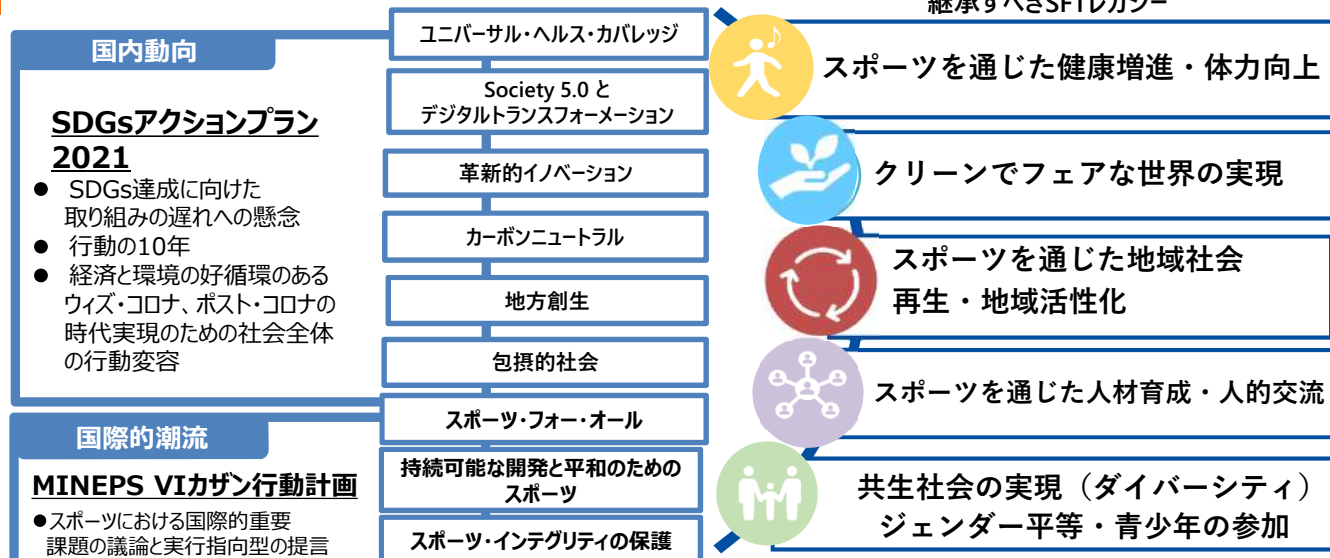 国内動向
SDGsアクションプラン
2021
● SDGs達成に向けた
取り組みの遅れへの懸念
● 行動の10年
● 経済と環境の好循環のある
ウィズ・コロナ、ポスト・コロナの
時代実現のための社会全体
の行動変容
国際的潮流
MINEPS VIカザン行動計画
●スポーツにおける国際的重要
課題の議論と実行指向型の提言
ユニバーサル・ヘルス・カバレッジ
Society 5.0 と
デジタルトランスフォーメーション
革新的イノベーション
カーボンニュートラル
地方創生
包摂的社会
スポーツ・フォー・オール
持続可能な開発と平和のための
スポーツ
スポーツ・インテグリティの保護
継承すべきSFTレガシー
スポーツを通じた健康増進・体力向上
クリーンでフェアな世界の実現
スポーツを通じた地域社会
再生・地域活性化
スポーツを通じた人材育成・人的交流
共生社会の実現（ダイバーシティ）
ジェンダー平等・青少年の参加